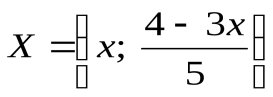 X = { x; (4 - 3x)/5 }